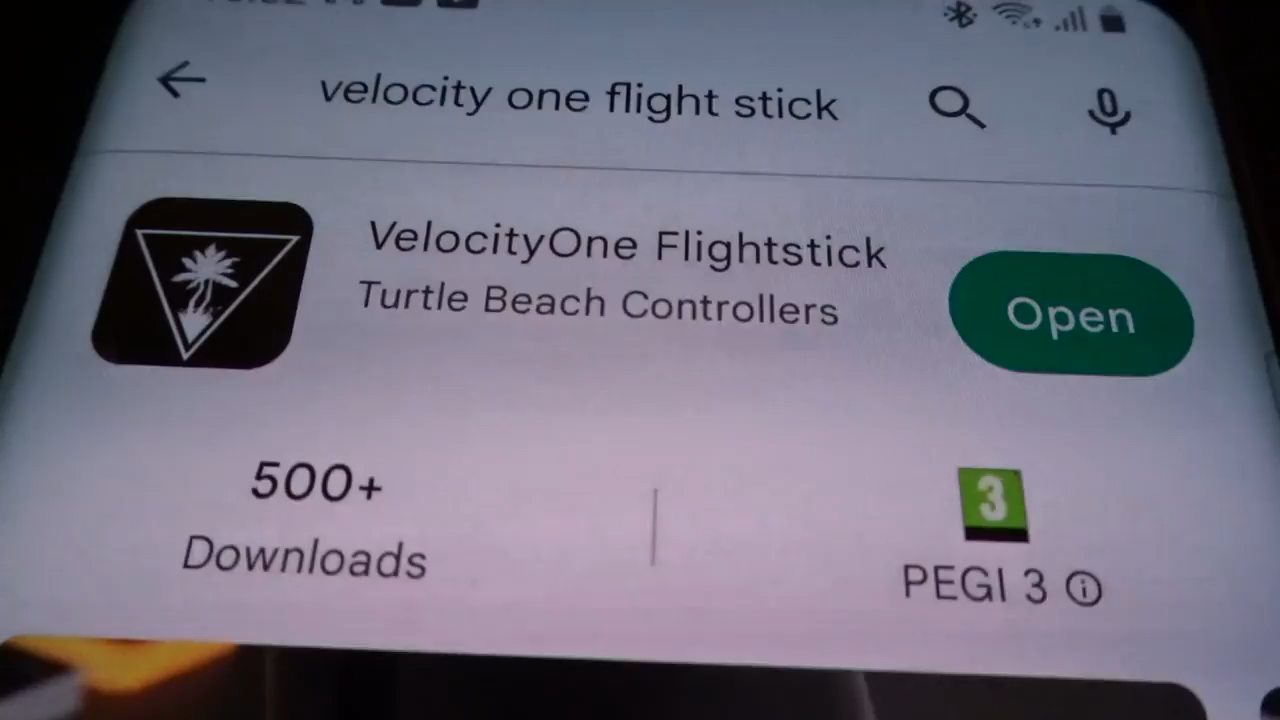 velocity one flight stick
VelocityOne Flightstick
Turtle Beach Controllers
Open
500+
Downloads
3
PEGI 3